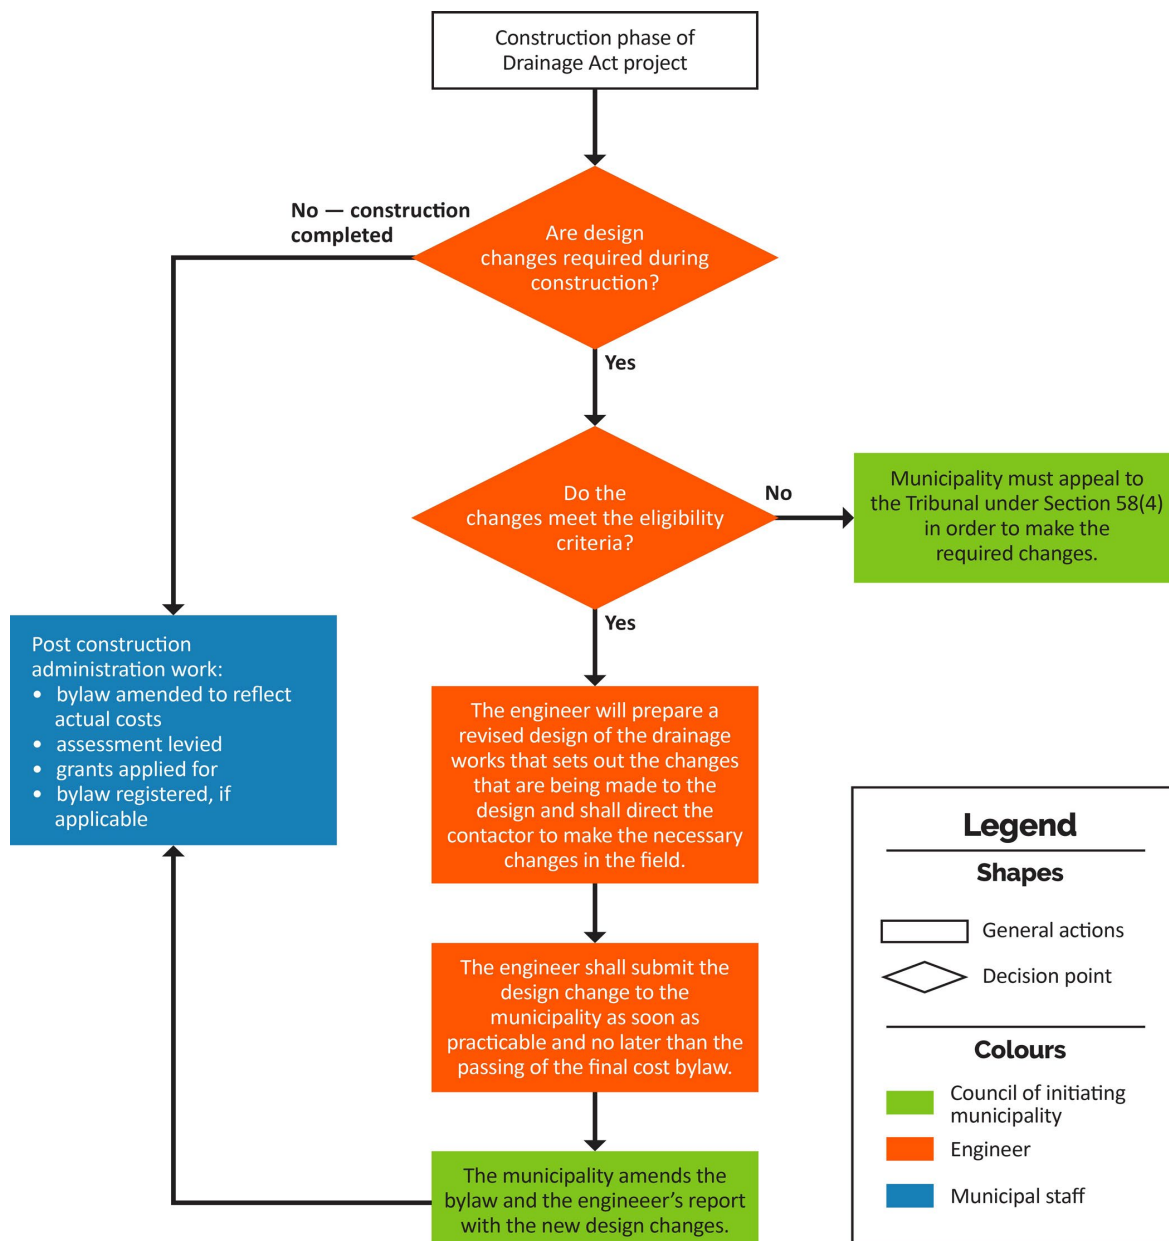 Construction phase of
Drainage Act project
No — construction
completed
Are design
changes required during
construction?
Yes
Do the
changes meet the eligibility
criteria?
No
Municipality must appeal to
the Tribunal under Section 58(4)
in order to make the
required changes.
Yes
Post construction
administration work:
• bylaw amended to reflect
actual costs
• assessment levied
• grants applied for
• bylaw registered, if
applicable
The engineer will prepare a
revised design of the drainage
works that sets out the changes
that are being made to the
design and shall direct the
contactor to make the necessary
changes in the field.
The engineer shall submit the
design change to the
municipality as soon as
practicable and no later than the
passing of the final cost bylaw.
The municipality amends the
bylaw and the engineeer’s report
with the new design changes.
Legend
Shapes
General actions
Decision point
Colours
Council of initiating
municipality
Engineer
Municipal staff